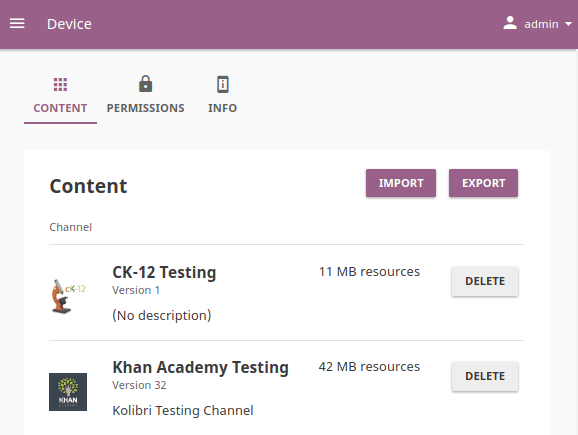 Device
admin
CONTENT
PERMISSIONS
INFO
Content
IMPORT
EXPORT
Channel
CK-12
CK-12 Testing
11 MB resources
DELETE
Version 1
(No description)
KHAN
Khan Academy Testing
42 MB resources
DELETE
Version 32
Kolibri Testing Channel